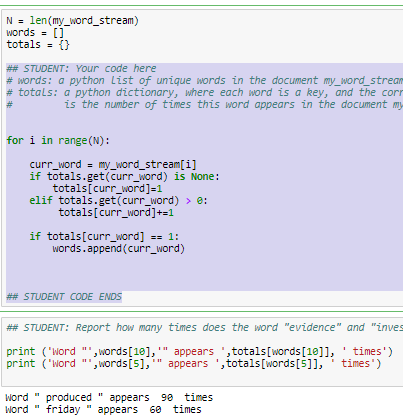 N = len(my_word_stream)
words = []
totals = {}
## STUDENT: Your code here
# words: a python list of unique words in the document my_word_strea
# totals: a python dictionary, where each word is a key, and the corr
# is the number of times this word appears in the document my
for i in range(N):
curr_word = my_word_stream[i]
if totals.get(curr_word) is None:
totals[curr_word]=1
elif totals.get(curr_word) > 0:
totals[curr_word]+=1
if totals[curr_word] == 1:
words.append(curr_word)
## STUDENT CODE ENDS
## STUDENT: Report how many times does the word "evidence" and "inves
print ('Word "',words[10],'" appears ',totals[words[10]], ' times')
print ('Word "',words[5],'" appears ',totals[words[5]], ' times')
Word " produced " appears 90 times
Word " friday " appears 60 times